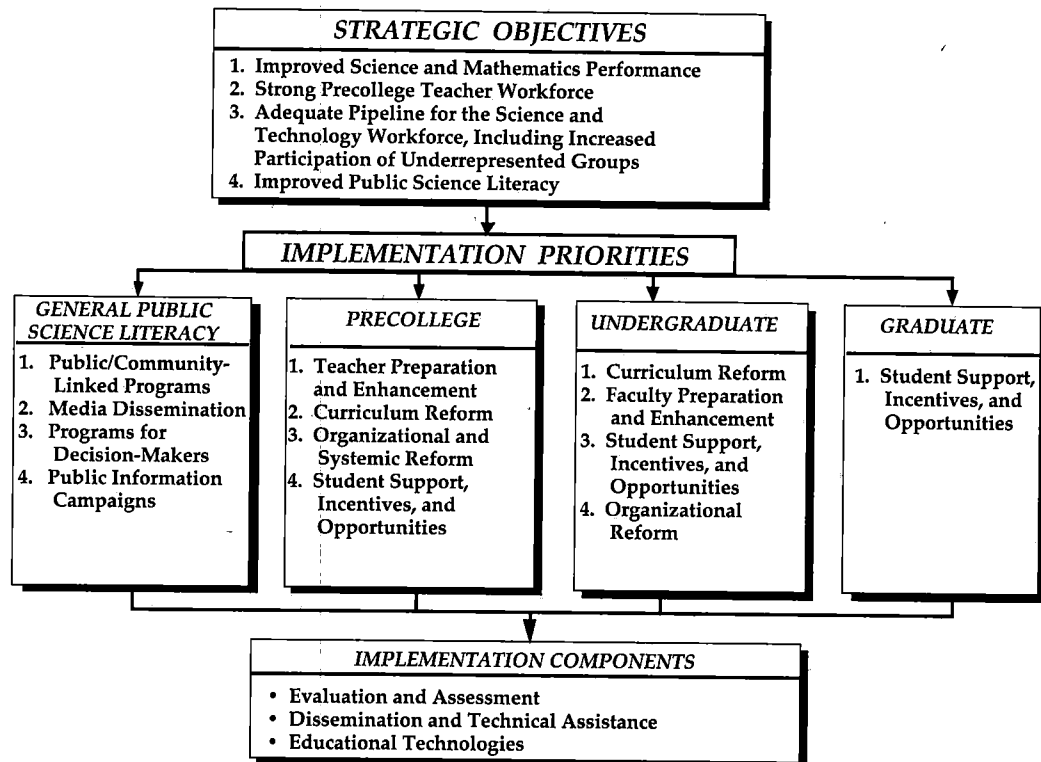 STRATEGIC OBJECTIVES
1. Improved Science and Mathematics Performance
2. Strong Precollege Teacher Workforce
3. Adequate Pipeline for the Science and
Technology Workforce, Including Increased
Participation of Underrepresented Groups
4. Improved Public Science Literacy
IMPLEMENTATION PRIORITIES
GENERAL PUBLIC
SCIENCE LITERACY
1. Public/Community-
Linked Programs
2. Media Dissemination
3. Programs for
Decision-Makers
4. Public Information
Campaigns
PRECOLLEGE
1. Teacher Preparation
and Enhancement
2. Curriculum Reform
3. Organizational and
Systemic Reform
4. Student Support,
Incentives, and
Opportunities
UNDERGRADUATE
1. Curriculum Reform
2. Faculty Preparation
and Enhancement
3. Student Support,
Incentives, and
Opportunities
4. Organizational
Reform
GRADUATE
1. Student Support,
Incentives, and
Opportunities
IMPLEMENTATION COMPONENTS
• Evaluation and Assessment
• Dissemination and Technical Assistance
• Educational Technologies